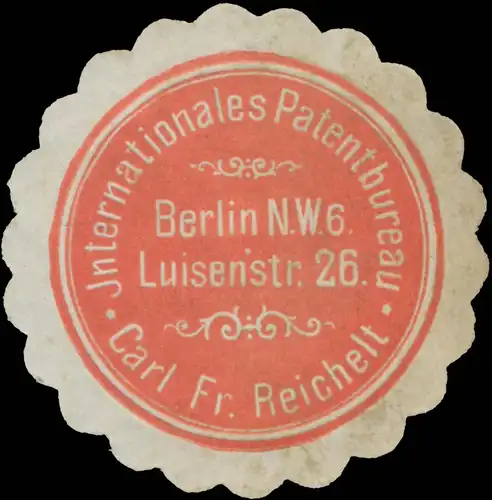 Jnternationales Patentbureau
Berlin N.W.6.
Luisenstr. 26.
• Carl Fr. Reichelt •